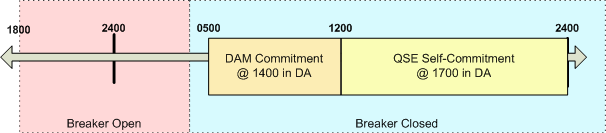 1800
2400
0500
1200
2400
DAM Commitment
@ 1400 in DA
QSE Self-Commitment
@ 1700 in DA
Breaker Open
Breaker Closed